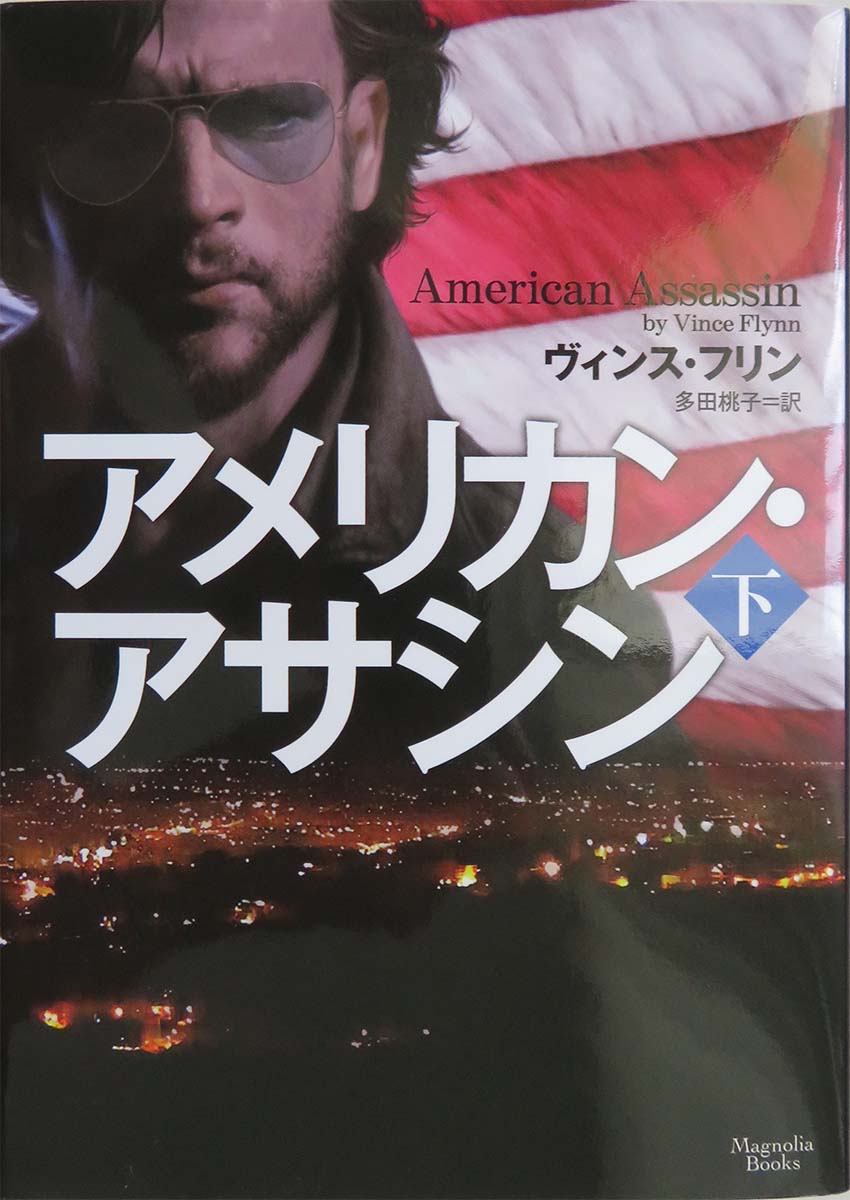 American Assassin
by Vince Flynn
ヴィンス・フリン
多田桃子=訳
アメリカン・
アサシン
下
Magnolia
Books